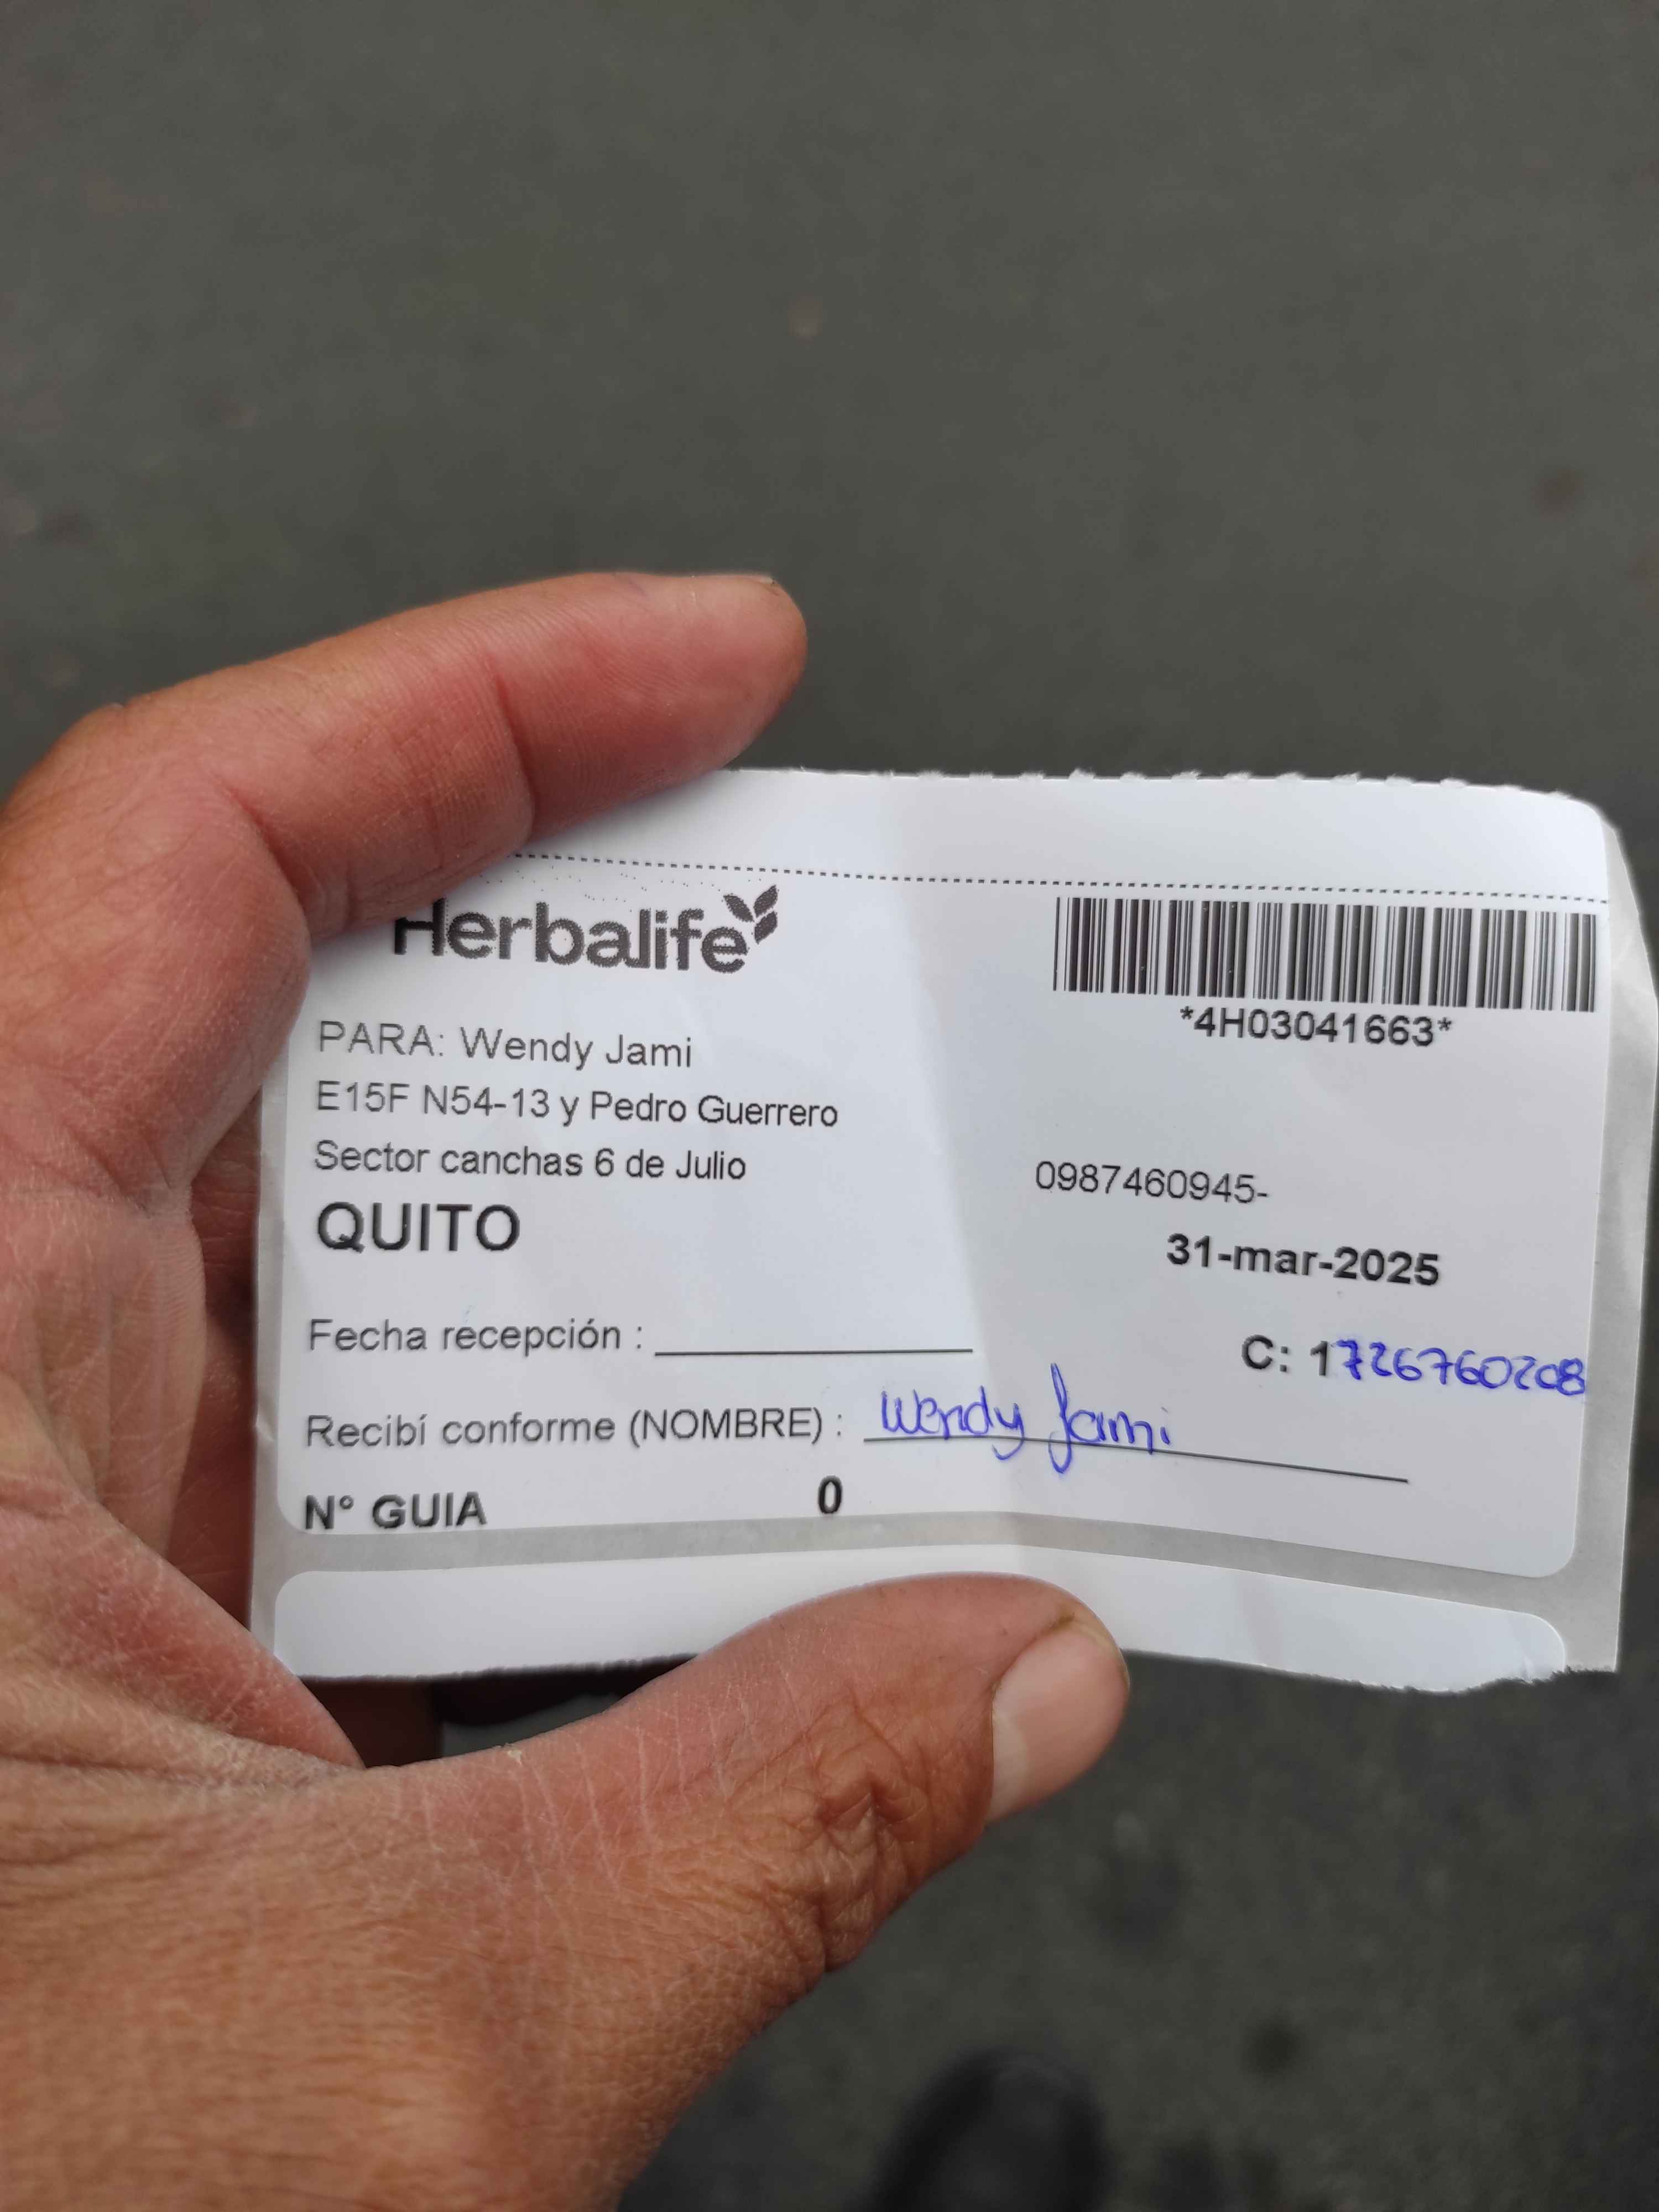 Herbalife
*4H03041663*
PARA: Wendy Jami
E15F N54-13 y Pedro Guerrero
Sector canchas 6 de Julio
0987460945-
QUITO
31-mar-2025
Fecha recepción :
C: 1726760208
Recibí conforme (NOMBRE) : Wendy Jami
N° GUIA 0